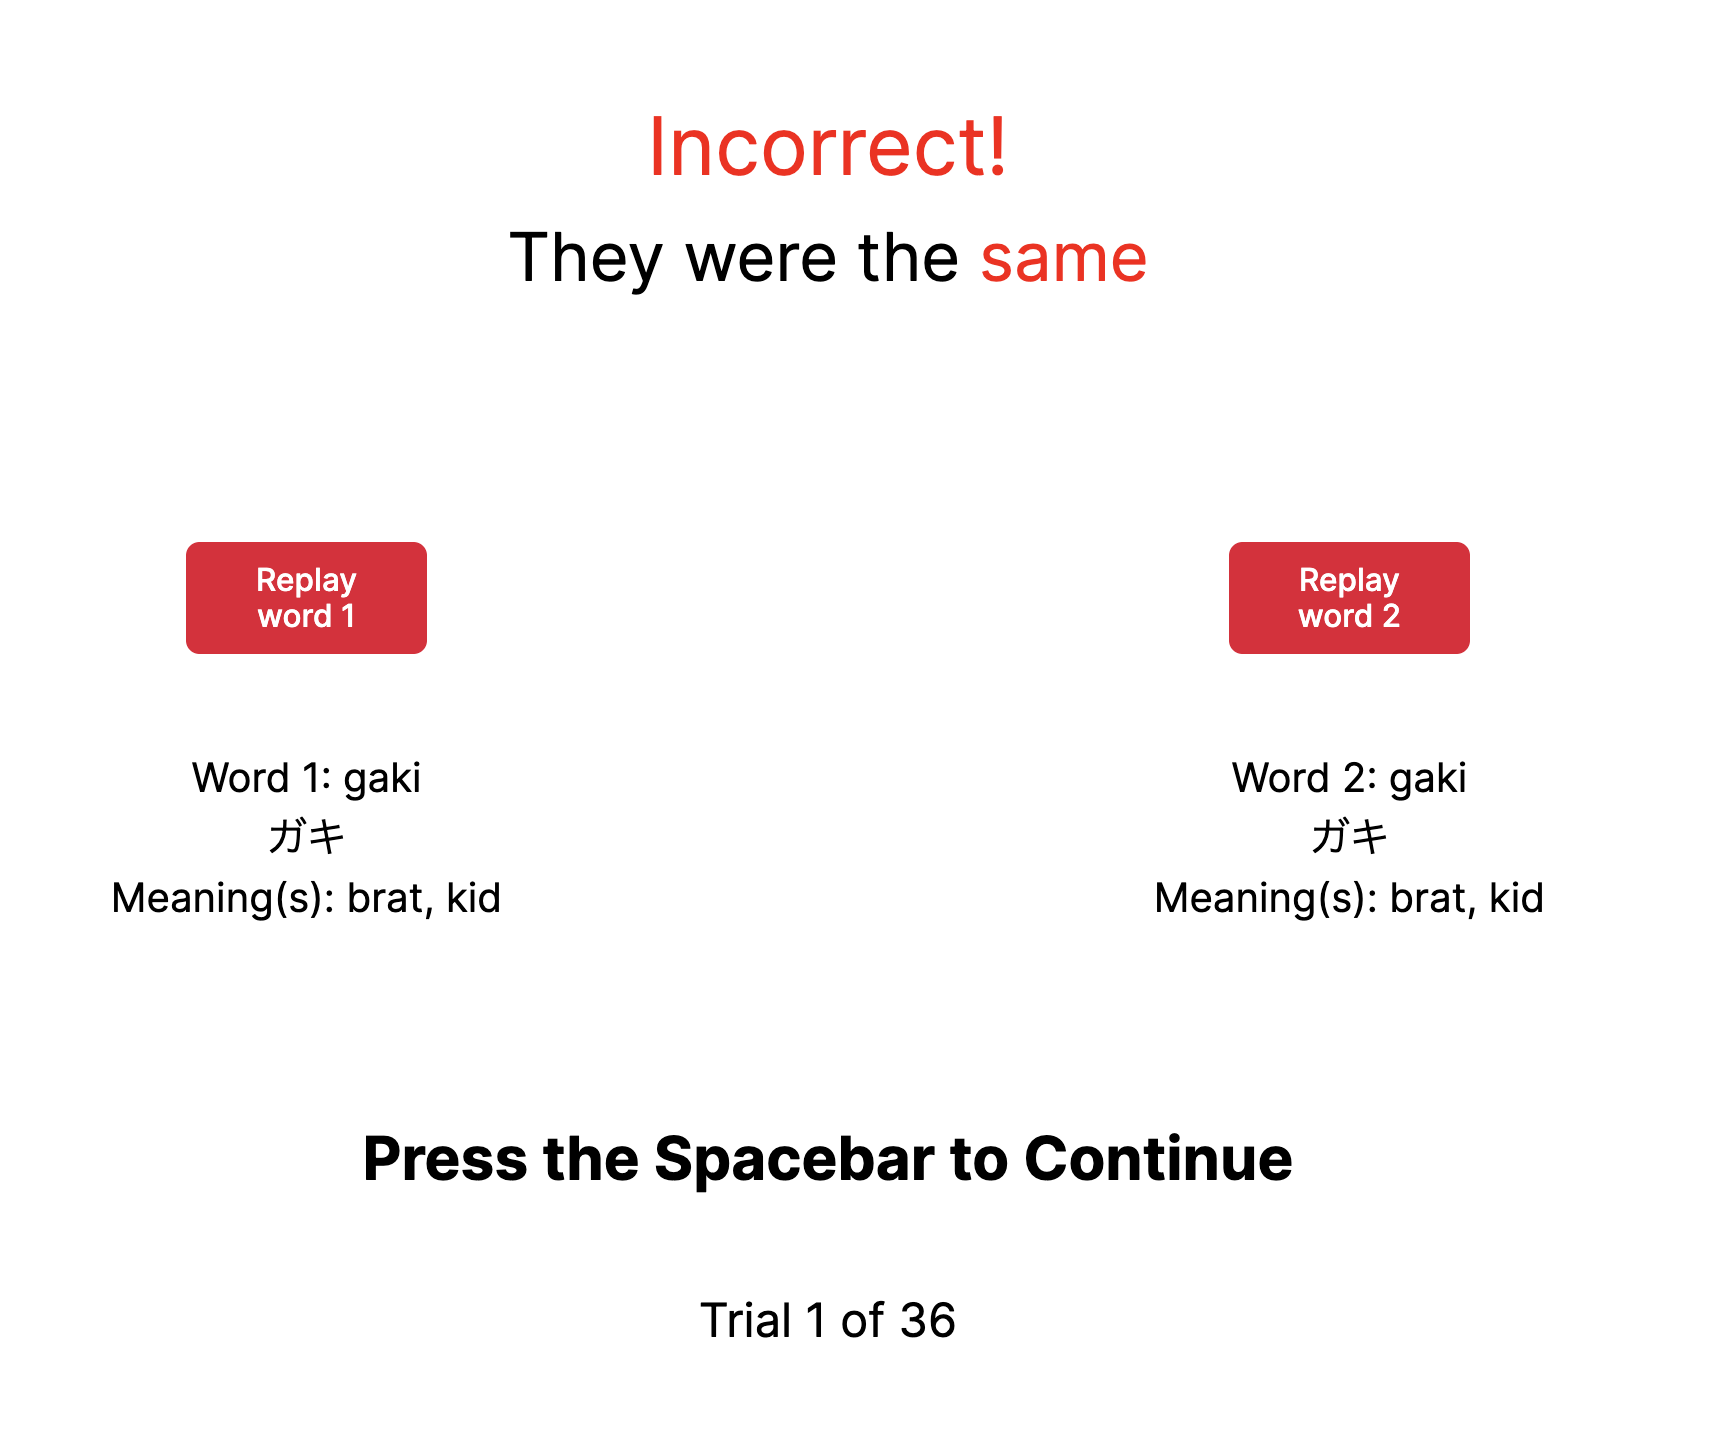 Incorrect!
They were the same
Replay
word 1
Replay
word 2
Word 1: gaki
ガキ
Meaning(s): brat, kid
Word 2: gaki
ガキ
Meaning(s): brat, kid
Press the Spacebar to Continue
Trial 1 of 36